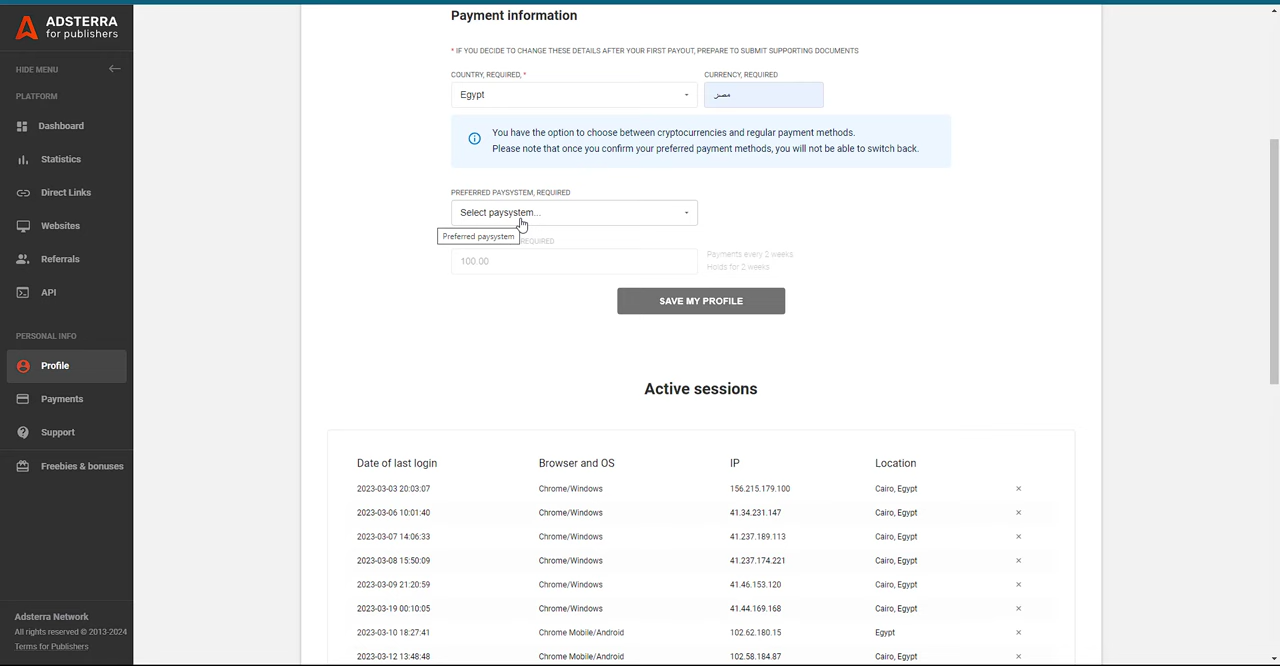 ADSTERRA
for publishers
HIDE MENU
PLATFORM
Dashboard
Statistics
Direct Links
Websites
Referrals
API
PERSONAL INFO
Profile
Payments
Support
Freebies & bonuses
Adsterra Network
All rights reserved © 2013-2024
Terms for Publishers
Payment information
* IF YOU DECIDE TO CHANGE THESE DETAILS AFTER YOUR FIRST PAYOUT, PREPARE TO SUBMIT SUPPORTING DOCUMENTS
COUNTRY, REQUIRED, * CURRENCY, REQUIRED
Egypt مصر
You have the option to choose between cryptocurrencies and regular payment methods.
Please note that once you confirm your preferred payment methods, you will not be able to switch back.
PREFERRED PAYSYSTEM, REQUIRED
Select paysystem...
Preferred paysystem REQUIRED
100.00
Payments every 2 weeks
Holds for 2 weeks
SAVE MY PROFILE
Active sessions
Date of last login Browser and OS IP Location
2023-03-03 20:03:07 Chrome/Windows 156.215.179.100 Cairo, Egypt ×
2023-03-06 10:01:40 Chrome/Windows 41.34.231.147 Cairo, Egypt ×
2023-03-07 14:06:33 Chrome/Windows 41.237.189.113 Cairo, Egypt ×
2023-03-08 15:50:09 Chrome/Windows 41.237.174.221 Cairo, Egypt ×
2023-03-09 21:20:59 Chrome/Windows 41.46.153.120 Cairo, Egypt ×
2023-03-19 00:10:05 Chrome/Windows 41.44.169.168 Cairo, Egypt ×
2023-03-10 18:27:41 Chrome Mobile/Android 102.62.180.15 Egypt ×
2023-03-12 13:48:48 Chrome Mobile/Android 102.58.184.87 Cairo, Egypt ×